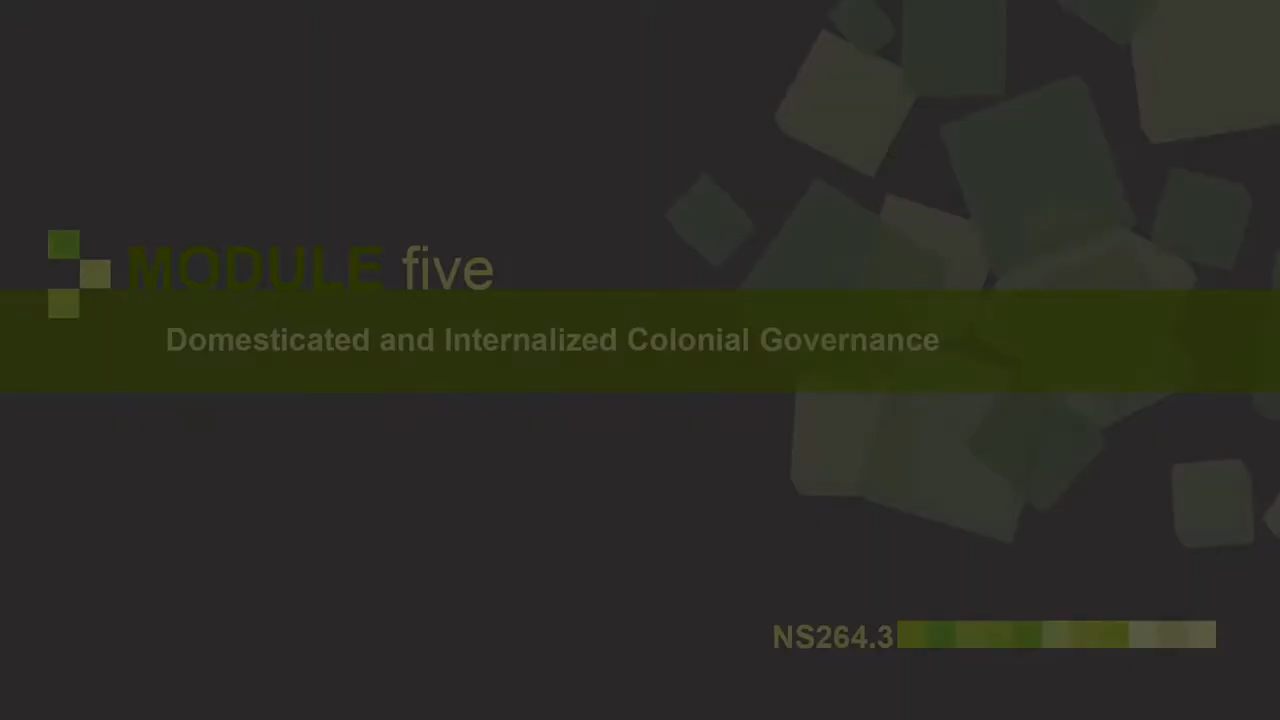 MODULE five
Domesticated and Internalized Colonial Governance
NS264.3